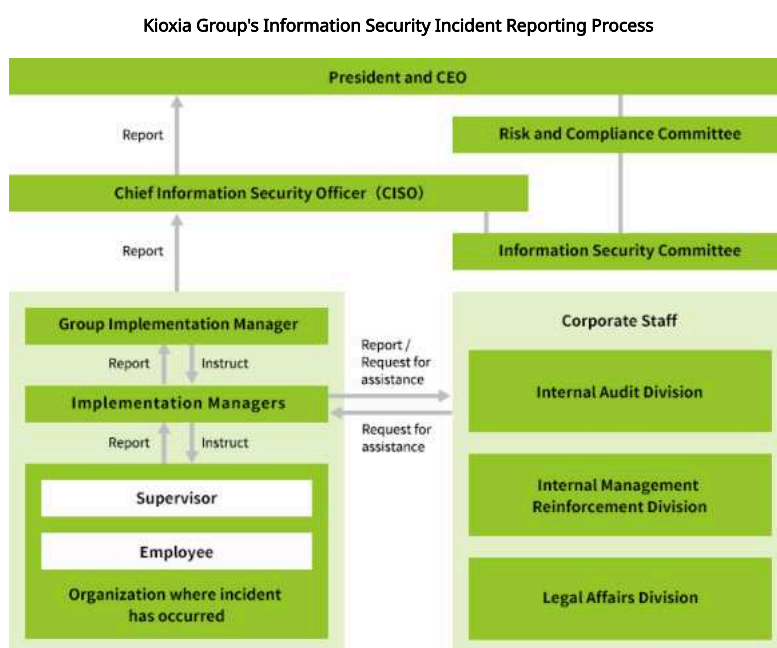 Kioxia Group's Information Security Incident Reporting Process
President and CEO
Report
Risk and Compliance Committee
Chief Information Security Officer（CISO）
Report
Information Security Committee
Group Implementation Manager
Report
Instruct
Implementation Managers
Report
Instruct
Supervisor
Employee
Organization where incident
has occurred
Report /
Request for
assistance
Request for
assistance
Corporate Staff
Internal Audit Division
Internal Management
Reinforcement Division
Legal Affairs Division